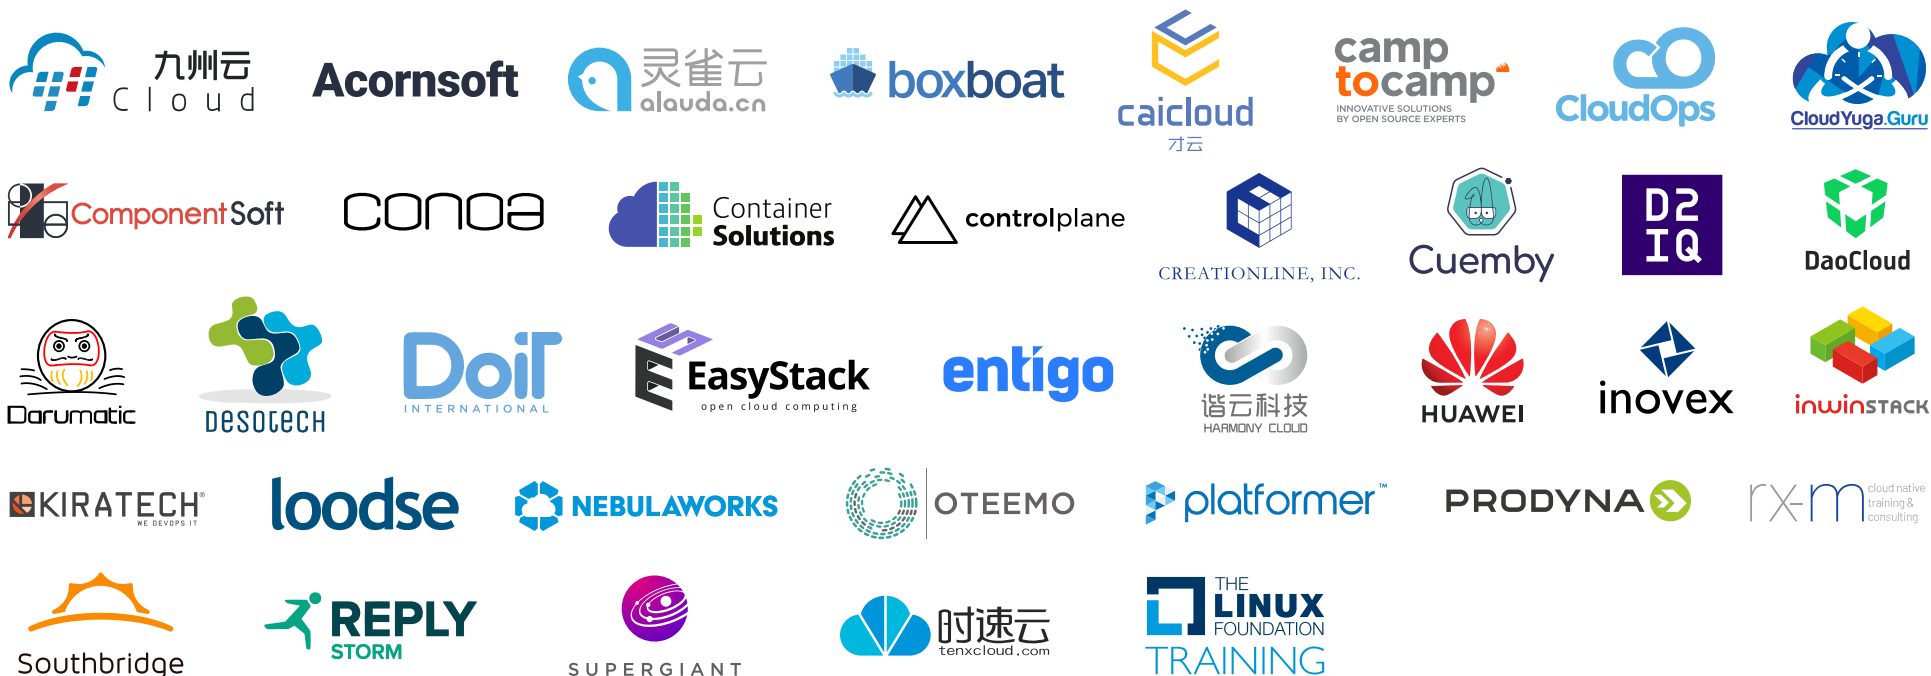 九州云
Cloud
Acornsoft
灵雀云
alauda.cn
boxboat
caicloud
才云
camp
tocamp
INNOVATIVE SOLUTIONS
BY OPEN SOURCE EXPERTS
CloudOps
CloudYuga.Guru
ComponentSoft
conoa
Container
Solutions
controlplane
CREATIONLINE, INC.
Cuemby
D2
IQ
DaoCloud
Darumatic
DESOTECH
DoiT
INTERNATIONAL
EasyStack
open cloud computing
entigo
谐云科技
HARMONY CLOUD
HUAWEI
inovex
inwinSTACK
KIRATECH®
WE DEVOPS IT
loodse
NEBULAWORKS
OTEEMO
platformer™
PRODYNA
rx-m
cloud native
training &
consulting
Southbridge
REPLY
STORM
SUPERGIANT
时速云
tenxcloud.com
THE
LINUX
FOUNDATION
TRAINING